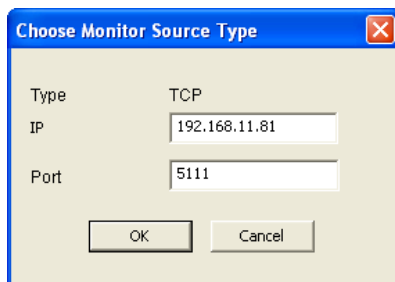 Choose Monitor Source Type
Type TCP
IP 192.168.11.81
Port 5111
OK Cancel